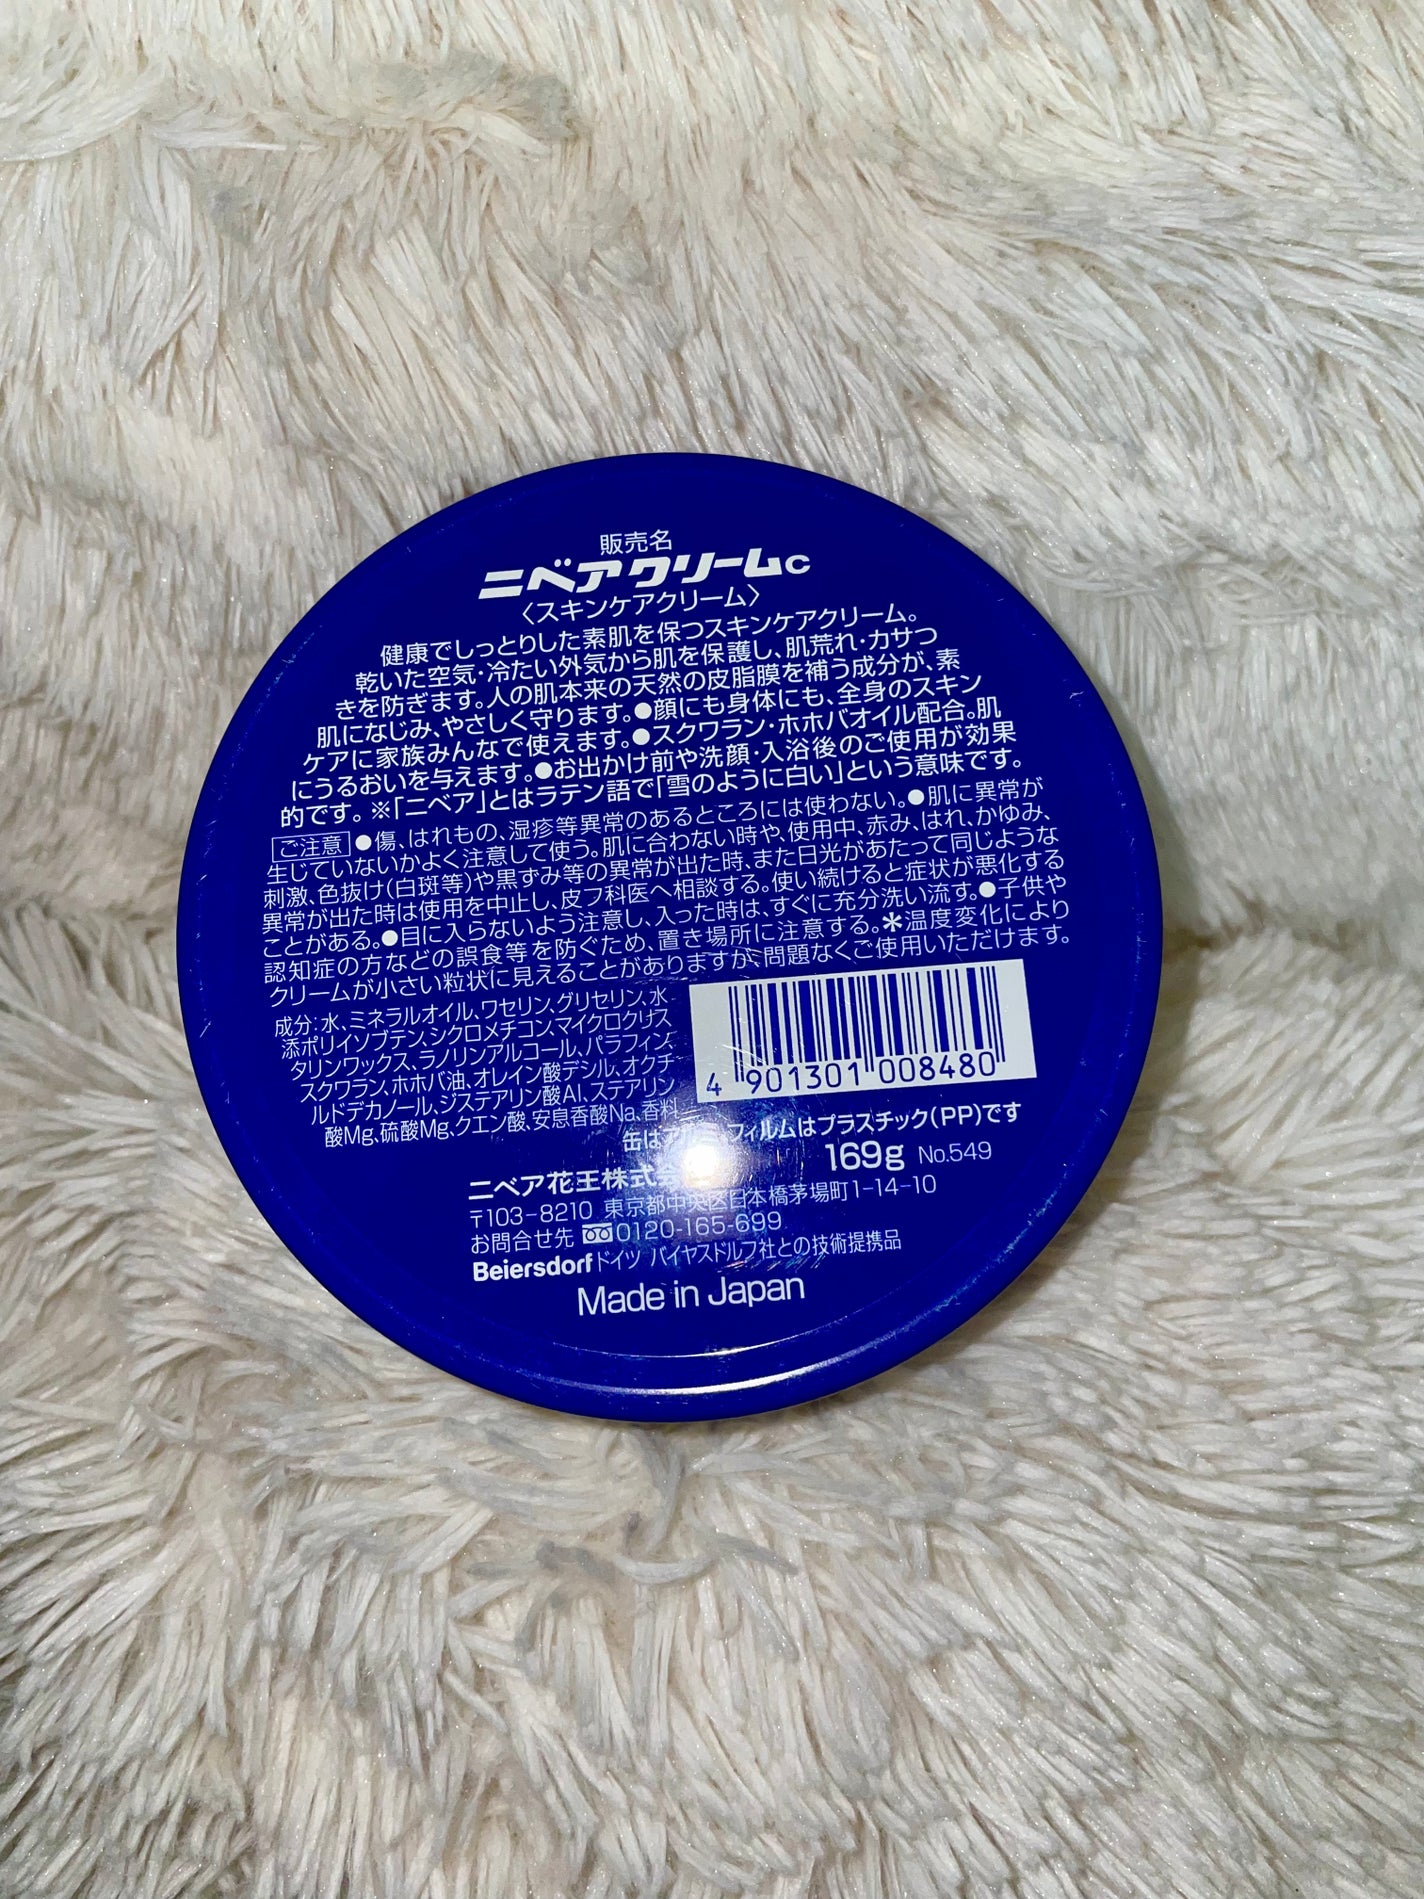 販売名
ニベアクリームc
〈スキンケアクリーム〉
健康でしっとりした素肌を保つスキンケアクリーム。
乾いた空気・冷たい外気から肌を保護し、肌荒れ・カサつ
きを防ぎます。人の肌本来の天然の皮脂膜を補う成分が、素
肌になじみ、やさしく守ります。●顔にも身体にも、全身のスキン
ケアに家族みんなで使えます。●スクワラン・ホホバオイル配合。肌
にうるおいを与えます。●お出かけ前や洗顔・入浴後のご使用が効果
的です。※「ニベア」とはラテン語で「雪のように白い」という意味です。
ご注意 ●傷、はれもの、湿疹等異常のあるところには使わない。●肌に異常が
生じていないかよく注意して使う。肌に合わない時や、使用中、赤み、はれ、かゆみ、
刺激、色抜け(白斑等)や黒ずみ等の異常が出た時、また日光があたって同じような
異常が出た時は使用を中止し、皮フ科医へ相談する。使い続けると症状が悪化する
ことがある。●目に入らないよう注意し、入った時は、すぐに充分洗い流す。●子供や
認知症の方などの誤食等を防ぐため、置き場所に注意する。＊温度変化により
クリームが小さい粒状に見えることがありますが、問題なくご使用いただけます。
成分:水、ミネラルオイル、ワセリン、グリセリン、水
添ポリイソブテン、シクロメチコン、マイクロクリス
タリンワックス、ラノリンアルコール、パラフィン、
スクワラン、ホホバ油、オレイン酸デシル、オクチ
ルドデカノール、ジステアリン酸Al、ステアリン
酸Mg、硫酸Mg、クエン酸、安息香酸Na、香料
4 901301 008480
缶は フィルムはプラスチック(PP)です
169g No.549
ニベア花王株式
〒103-8210 東京都中央区日本橋茅場町1-14-10
お問合せ先 0120-165-699
Beiersdorf ドイツ バイヤスドルフ社との技術提携品
Made in Japan